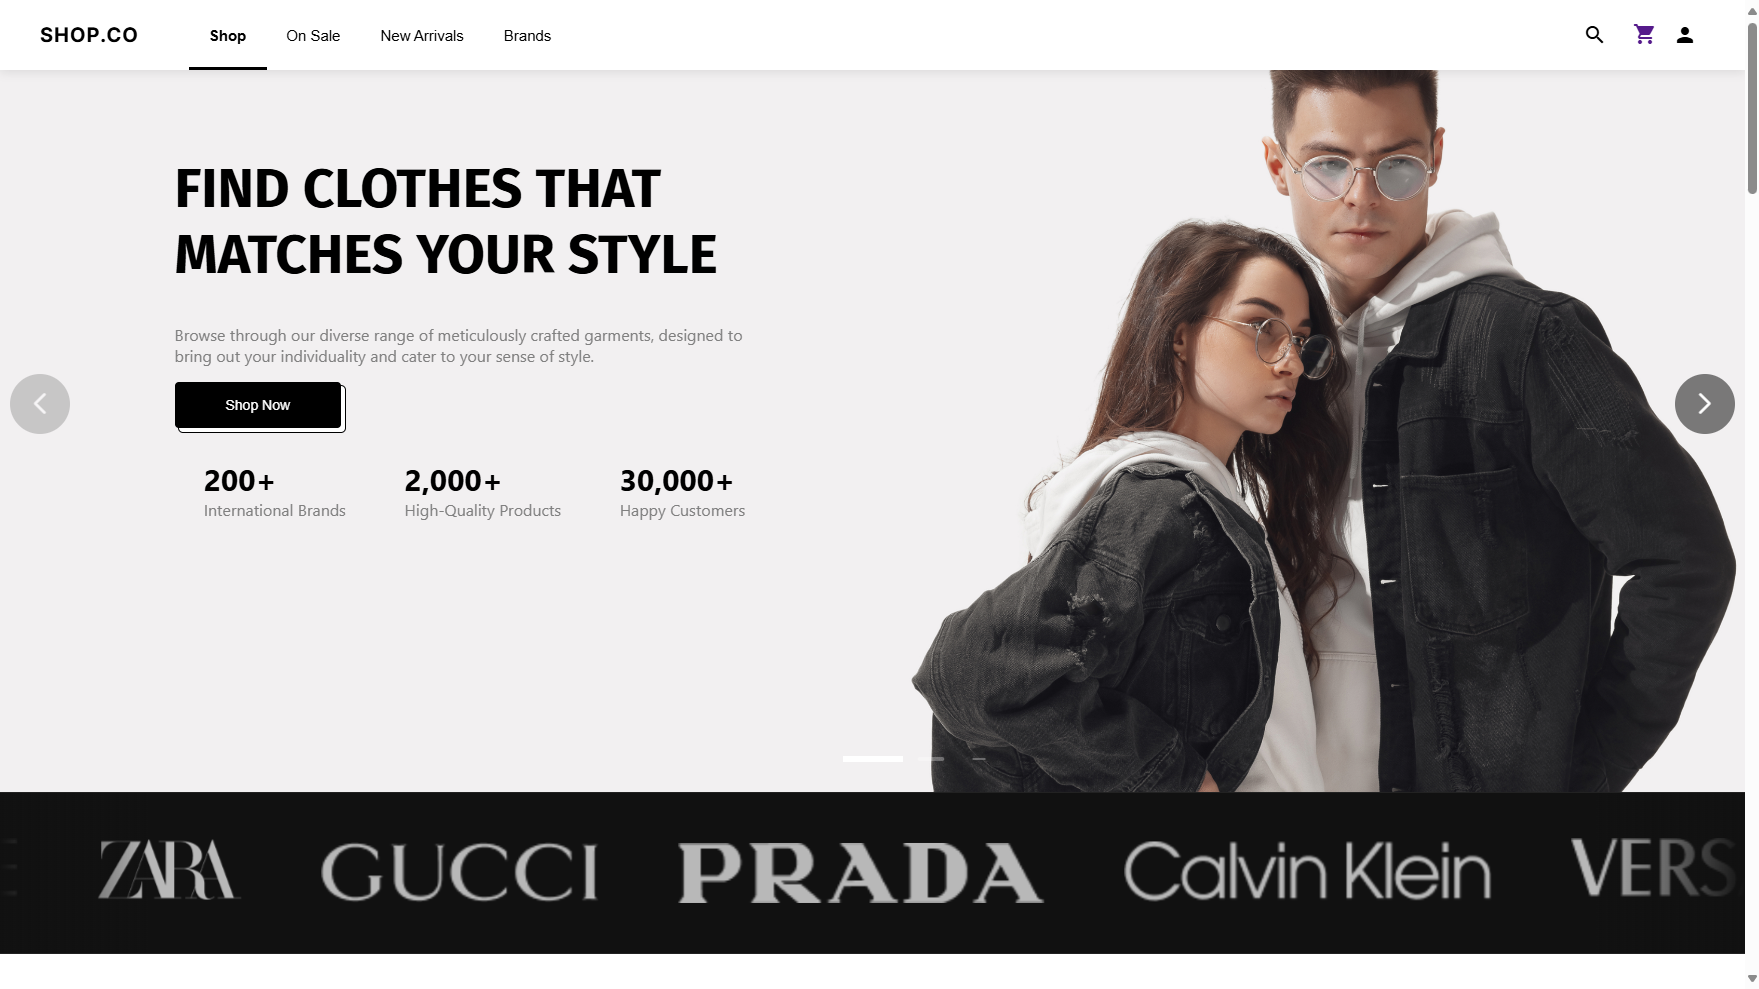 SHOP.CO
Shop
On Sale
New Arrivals
Brands
FIND CLOTHES THAT
MATCHES YOUR STYLE
Browse through our diverse range of meticulously crafted garments, designed to
bring out your individuality and cater to your sense of style.
Shop Now
200+
International Brands
2,000+
High-Quality Products
30,000+
Happy Customers
ZARA
GUCCI
PRADA
Calvin Klein
VERS